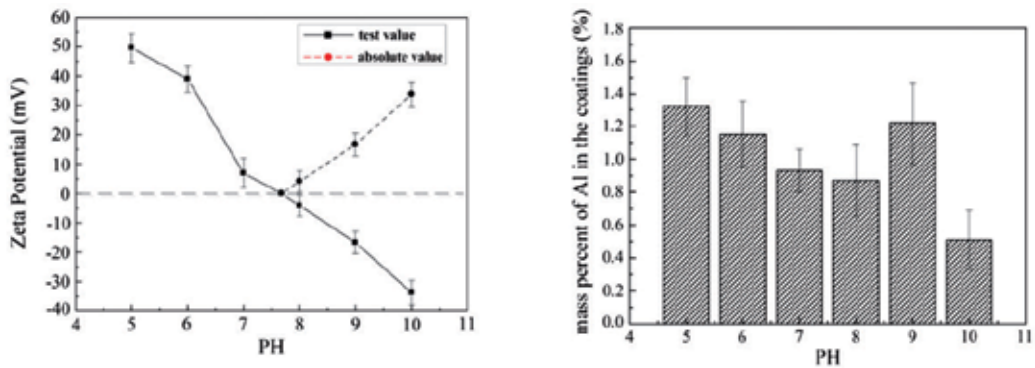 60
50
40
30
20
10
0
-10
-20
-30
-40
Zeta Potential (mV)
test value
absolute value
4 5 6 7 8 9 10 11
PH
1.8
1.6
1.4
1.2
1.0
0.8
0.6
0.4
0.2
0.0
mass percent of Al in the coatings (%)
4 5 6 7 8 9 10 11
PH